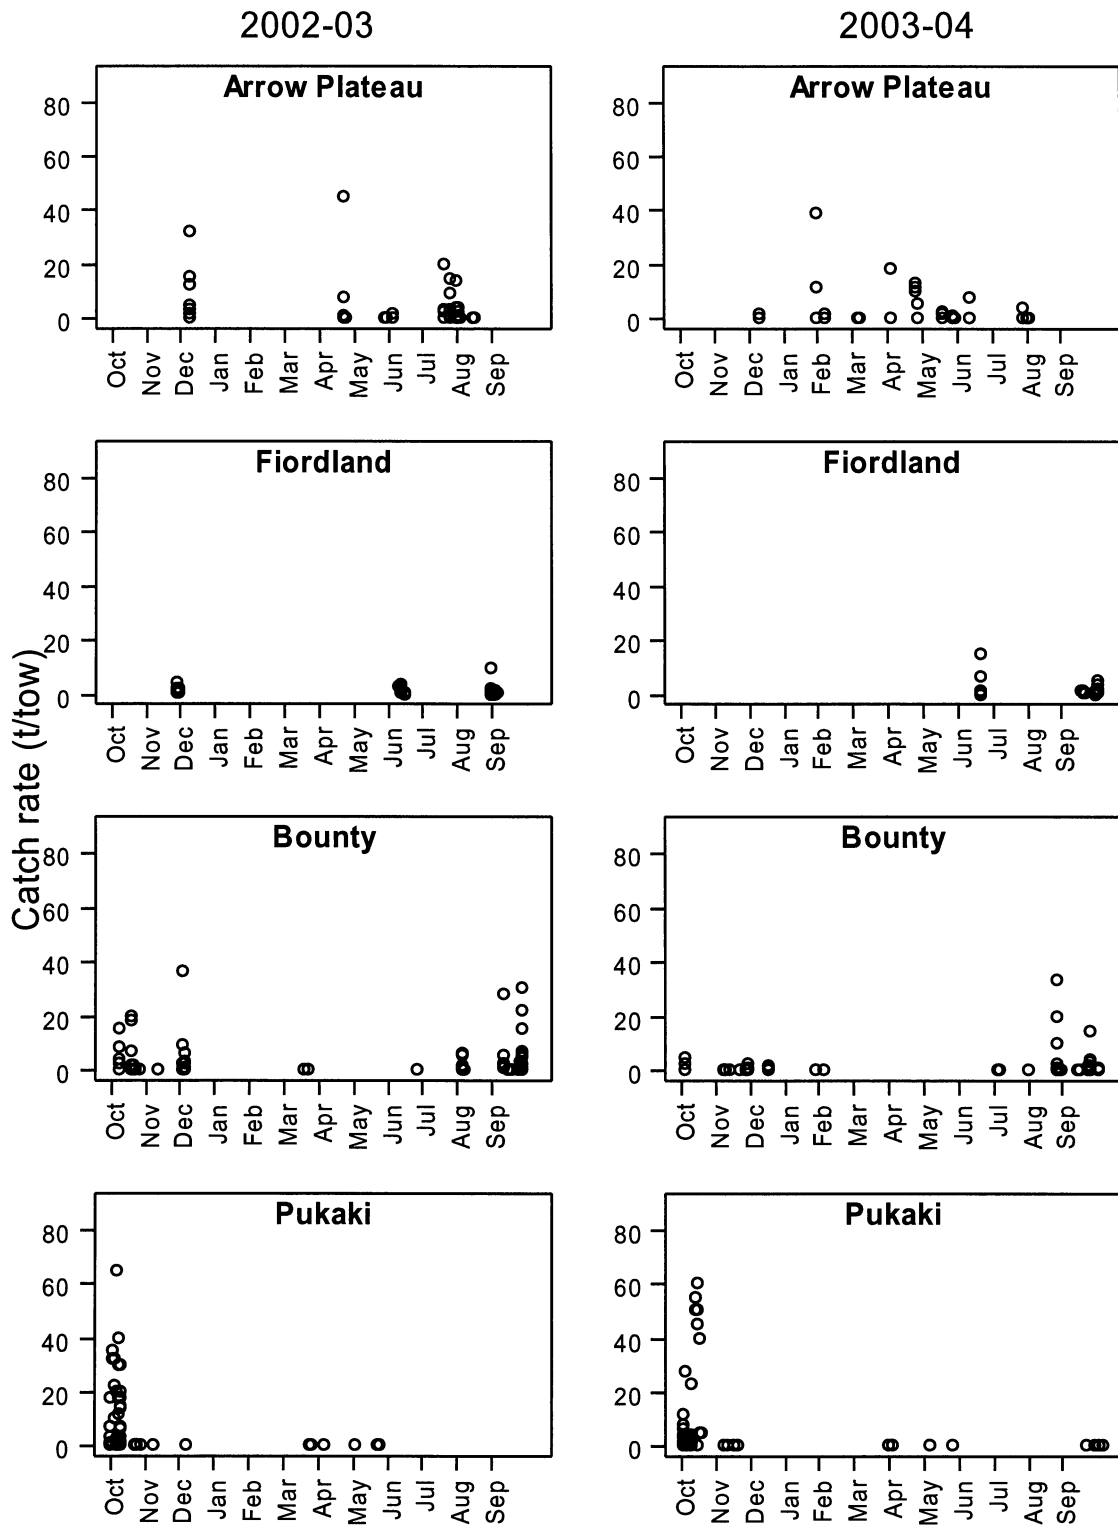 2002-03 2003-04
Arrow Plateau Arrow Plateau
80 80
60 60
40 40
20 20
0 0
Oct Nov Dec Jan Feb Mar Apr May Jun Jul Aug Sep Oct Nov Dec Jan Feb Mar Apr May Jun Jul Aug Sep
Fiordland Fiordland
80 80
60 60
40 40
20 20
0 0
Oct Nov Dec Jan Feb Mar Apr May Jun Jul Aug Sep Oct Nov Dec Jan Feb Mar Apr May Jun Jul Aug Sep
Catch rate (t/tow)
Bounty Bounty
80 80
60 60
40 40
20 20
0 0
Oct Nov Dec Jan Feb Mar Apr May Jun Jul Aug Sep Oct Nov Dec Jan Feb Mar Apr May Jun Jul Aug Sep
Pukaki Pukaki
80 80
60 60
40 40
20 20
0 0
Oct Nov Dec Jan Feb Mar Apr May Jun Jul Aug Sep Oct Nov Dec Jan Feb Mar Apr May Jun Jul Aug Sep